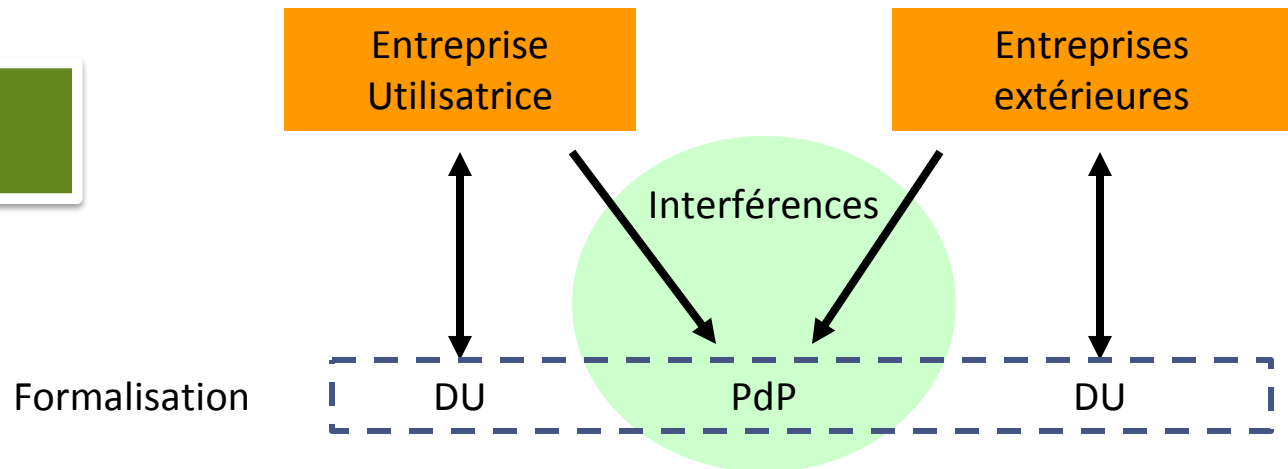 Entreprise
Utilisatrice
Entreprises
extérieures
Interférences
Formalisation
DU
PdP
DU